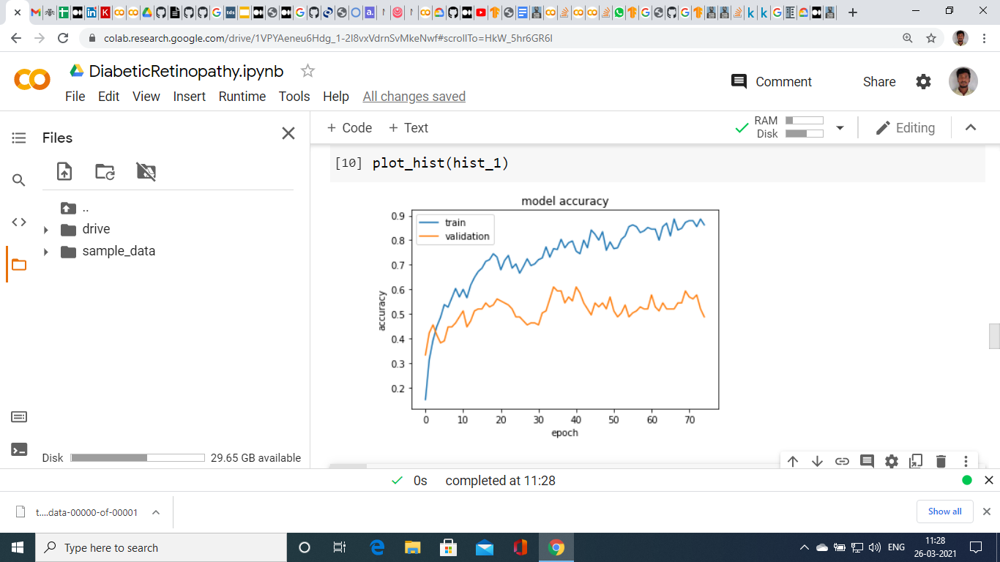 colab.research.google.com/drive/1VPYAeneu6Hdg_1-2I8vxVdrnSvMkeNwf#scrollTo=HkW_5hr6GR6I
DiabeticRetinopathy.ipynb
Comment
Share
File Edit View Insert Runtime Tools Help All changes saved
Files
+ Code + Text
RAM
Disk
Editing
..
drive
sample_data
[10] plot_hist(hist_1)
model accuracy
train
validation
accuracy
0.9
0.8
0.7
0.6
0.5
0.4
0.3
0.2
0 10 20 30 40 50 60 70
epoch
Disk 29.65 GB available
0s completed at 11:28
t....data-00000-of-00001
Show all
Type here to search
ENG
11:28
26-03-2021